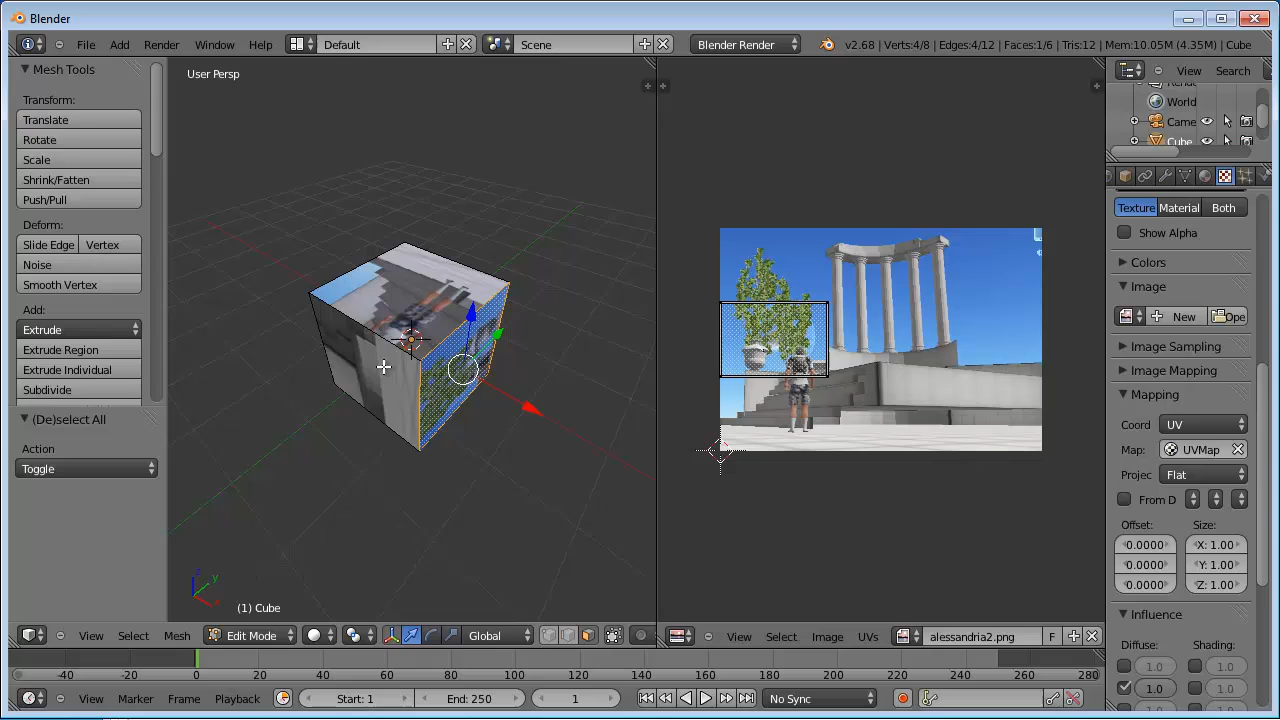 Blender
File Add Render Window Help Default Scene Blender Render v2.68 | Verts:4/8 | Edges:4/12 | Faces:1/6 | Tris:12 | Mem:10.05M (4.35M) | Cube
Mesh Tools
Transform:
Translate
Rotate
Scale
Shrink/Fatten
Push/Pull
Deform:
Slide Edge Vertex
Noise
Smooth Vertex
Add:
Extrude
Extrude Region
Extrude Individual
Subdivide
(De)select All
Action
Toggle
User Persp
z
y
x
(1) Cube
View Select Mesh Edit Mode Global
View Select Image UVs alessandria2.png F
View Search
World
Came
Cube
Texture Material Both
Show Alpha
Colors
Image
New Ope
Image Sampling
Image Mapping
Mapping
Coord UV
Map: UVMap
Projec Flat
From D
Offset: Size:
0.0000 X: 1.00
0.0000 Y: 1.00
0.0000 Z: 1.00
Influence
Diffuse: Shading:
1.0 1.0
1.0 1.0
-40 -20 0 20 40 60 80 100 120 140 160 180 200 220 240 260 280
View Marker Frame Playback Start: 1 End: 250 1 No Sync